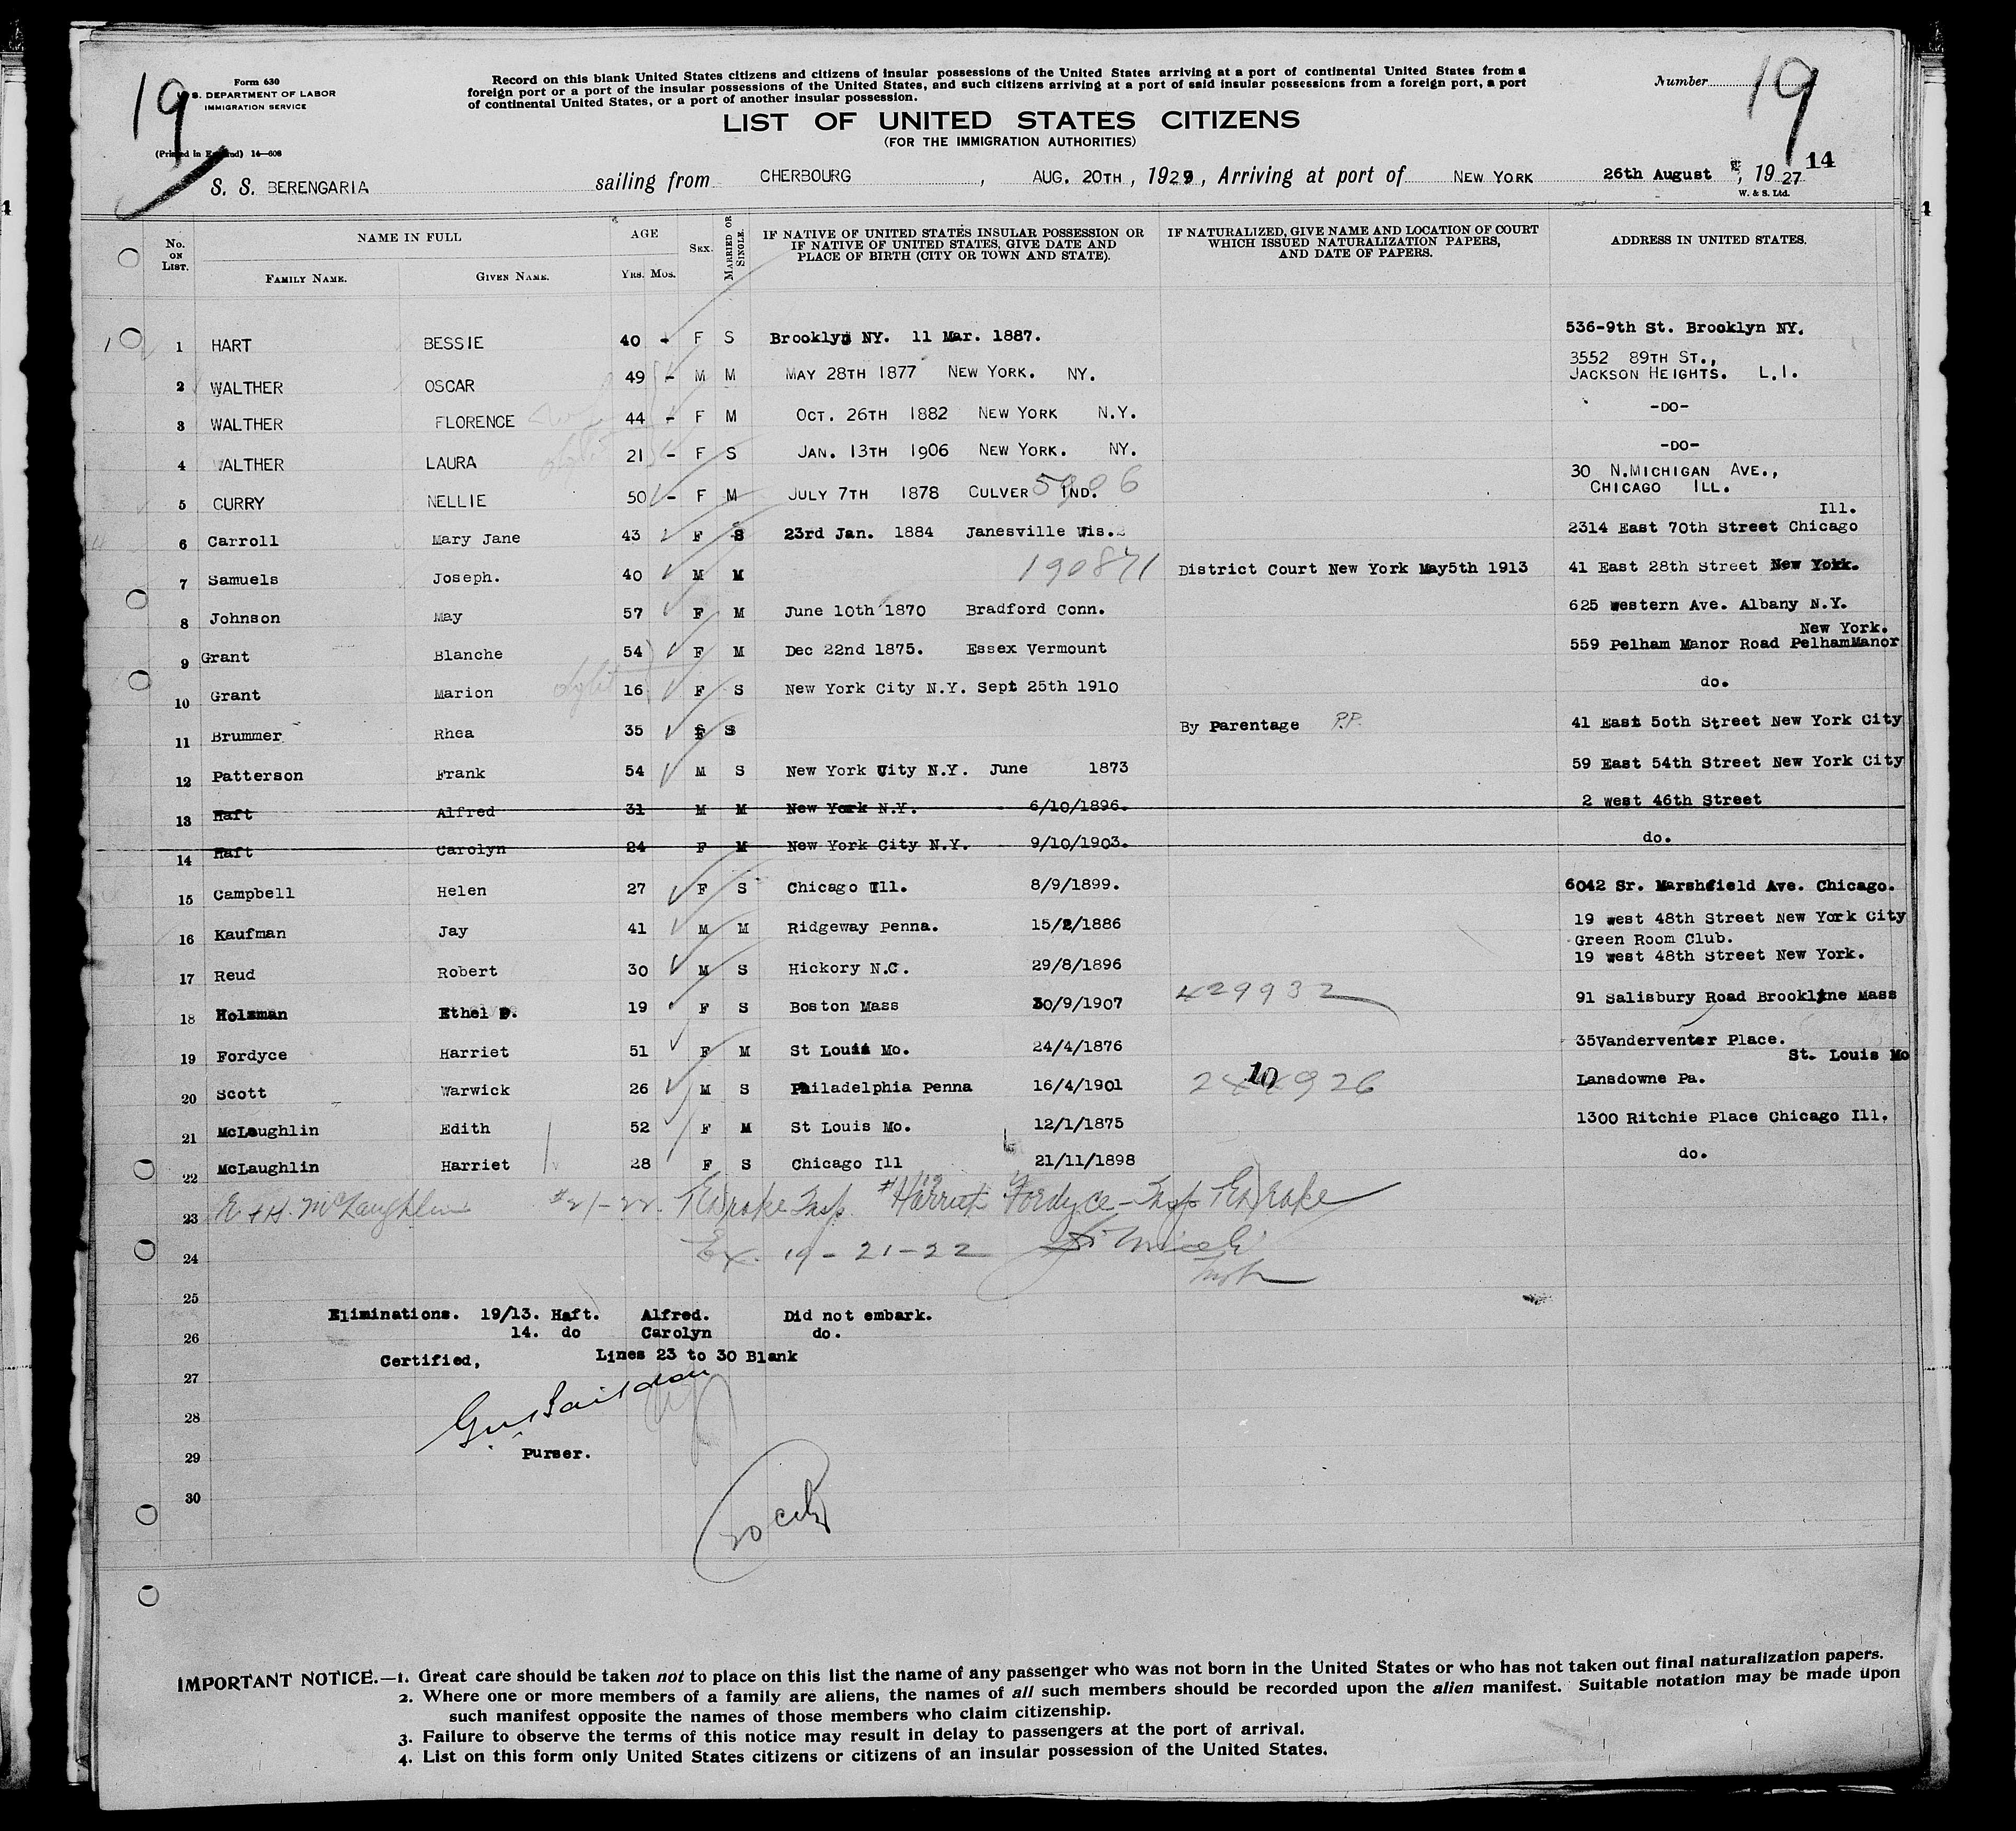 19
Form 630
U. S. DEPARTMENT OF LABOR
IMMIGRATION SERVICE
(Printed in England) 14—608
Record on this blank United States citizens and citizens of insular possessions of the United States arriving at a port of continental United States from a
foreign port or a port of the insular possessions of the United States, and such citizens arriving at a port of said insular possessions from a foreign port, a port
of continental United States, or a port of another insular possession.
Number 19
LIST OF UNITED STATES CITIZENS
(FOR THE IMMIGRATION AUTHORITIES)
14
S. S. BERENGARIA sailing from CHERBOURG, AUG. 20TH, 1927, Arriving at port of NEW YORK 26th August, 1927
W. & S. Ltd.
No. ON LIST. NAME IN FULL FAMILY NAME. GIVEN NAME. AGE YRS. MOS. SEX. MARRIED OR SINGLE. IF NATIVE OF UNITED STATES INSULAR POSSESSION OR IF NATIVE OF UNITED STATES, GIVE DATE AND PLACE OF BIRTH (CITY OR TOWN AND STATE). IF NATURALIZED, GIVE NAME AND LOCATION OF COURT WHICH ISSUED NATURALIZATION PAPERS, AND DATE OF PAPERS. ADDRESS IN UNITED STATES.
1 HART BESSIE 40 - F S Brooklyn NY. 11 Mar. 1887. 536-9th St. Brooklyn NY.
2 WALTHER OSCAR 49 - M M MAY 28TH 1877 NEW YORK. NY. 3552 89TH ST., JACKSON HEIGHTS. L.I.
3 WALTHER FLORENCE 44 - F M OCT. 26TH 1882 NEW YORK N.Y. -DO-
4 WALTHER LAURA 21 - F S JAN. 13TH 1906 NEW YORK. NY. -DO-
5 CURRY NELLIE 50 - F M JULY 7TH 1878 CULVER IND. 30 N.MICHIGAN AVE., CHICAGO ILL.
6 Carroll Mary Jane 43 F S 23rd Jan. 1884 Janesville Wis. 2314 East 70th Street Chicago Ill.
7 Samuels Joseph. 40 M M 190871 District Court New York May5th 1913 41 East 28th Street New York.
8 Johnson May 57 F M June 10th 1870 Bradford Conn. 625 western Ave. Albany N.Y.
9 Grant Blanche 54 F M Dec 22nd 1875. Essex Vermount 559 Pelham Manor Road PelhamManor New York.
10 Grant Marion 16 F S New York City N.Y. Sept 25th 1910 do.
11 Brummer Rhea 35 F S By Parentage P.P. 41 East 50th Street New York City
12 Patterson Frank 54 M S New York City N.Y. June 1873 59 East 54th Street New York City
13 Haft Alfred 31 M M New York N.Y. 6/10/1896. 2 west 46th Street
14 Haft Carolyn 24 F M New York City N.Y. 9/10/1903. do.
15 Campbell Helen 27 F S Chicago Ill. 8/9/1899. 6042 Sr. Marshfield Ave. Chicago.
16 Kaufman Jay 41 M M Ridgeway Penna. 15/2/1886 19 west 48th Street New York City
Green Room Club.
17 Reud Robert 30 M S Hickory N.C. 29/8/1896 19 west 48th Street New York.
18 Holzman Ethel D. 19 F S Boston Mass 30/9/1907 429932 91 Salisbury Road Brookline Mass
19 Fordyce Harriet 51 F M St Louis Mo. 24/4/1876 35Vanderventer Place. St. Louis Mo
20 Scott Warwick 26 M S Philadelphia Penna 16/4/1901 10 Lansdowne Pa.
21 McLaughlin Edith 52 F M St Louis Mo. 12/1/1875 1300 Ritchie Place Chicago Ill.
22 McLaughlin Harriet 28 F S Chicago Ill 21/11/1898 do.
23 E + H. McLaughlin #21-22 Drake Insp. #19 Harriet Fordyce - Insp Drake
24 Ex. 19-21-22
25
Eliminations. 19/13. Haft. Alfred. Did not embark.
26 14. do Carolyn do.
Certified, Lines 23 to 30 Blank
27
28
29 Purser.
30
IMPORTANT NOTICE.—1. Great care should be taken not to place on this list the name of any passenger who was not born in the United States or who has not taken out final naturalization papers.
2. Where one or more members of a family are aliens, the names of all such members should be recorded upon the alien manifest. Suitable notation may be made upon
such manifest opposite the names of those members who claim citizenship.
3. Failure to observe the terms of this notice may result in delay to passengers at the port of arrival.
4. List on this form only United States citizens or citizens of an insular possession of the United States.